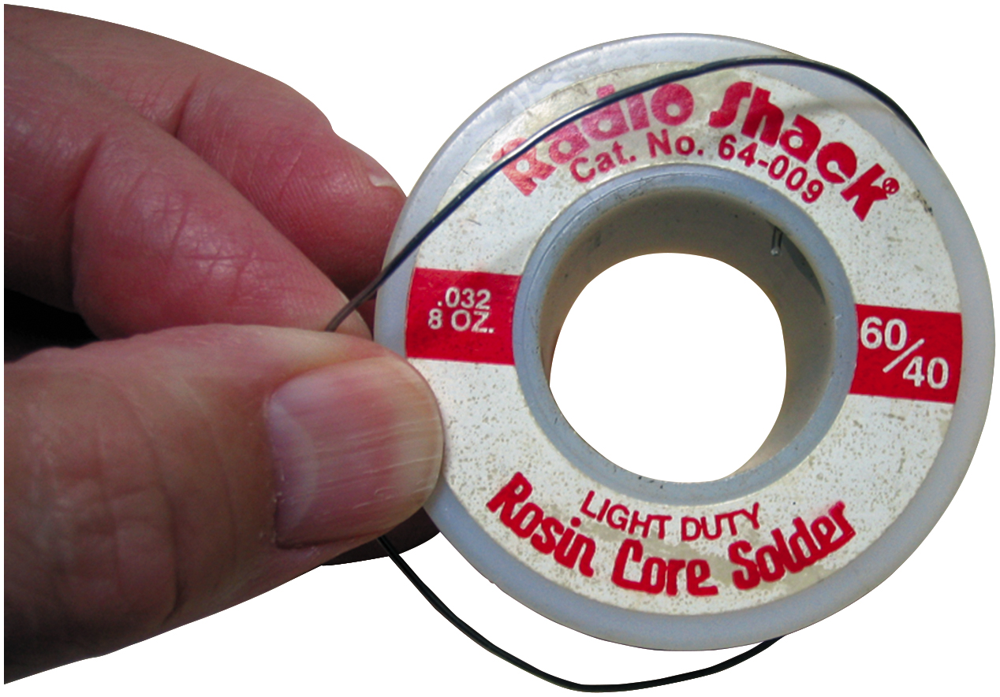 Radio Shack®
Cat. No. 64-009
.032
8 OZ.
60/40
LIGHT DUTY
Rosin Core Solder